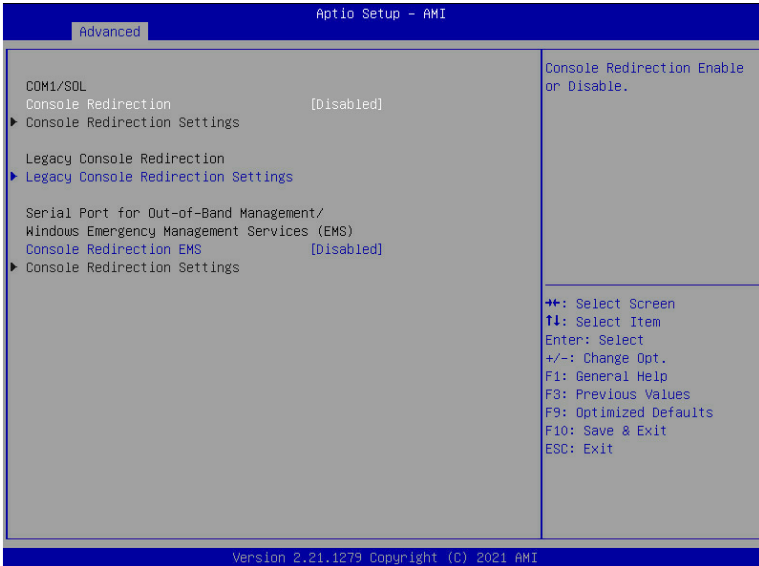 Aptio Setup – AMI
Advanced
COM1/SOL
Console Redirection [Disabled]
▶ Console Redirection Settings
Legacy Console Redirection
▶ Legacy Console Redirection Settings
Serial Port for Out-of-Band Management/
Windows Emergency Management Services (EMS)
Console Redirection EMS [Disabled]
▶ Console Redirection Settings
Console Redirection Enable
or Disable.
→←: Select Screen
↑↓: Select Item
Enter: Select
+/-: Change Opt.
F1: General Help
F3: Previous Values
F9: Optimized Defaults
F10: Save & Exit
ESC: Exit
Version 2.21.1279 Copyright (C) 2021 AMI